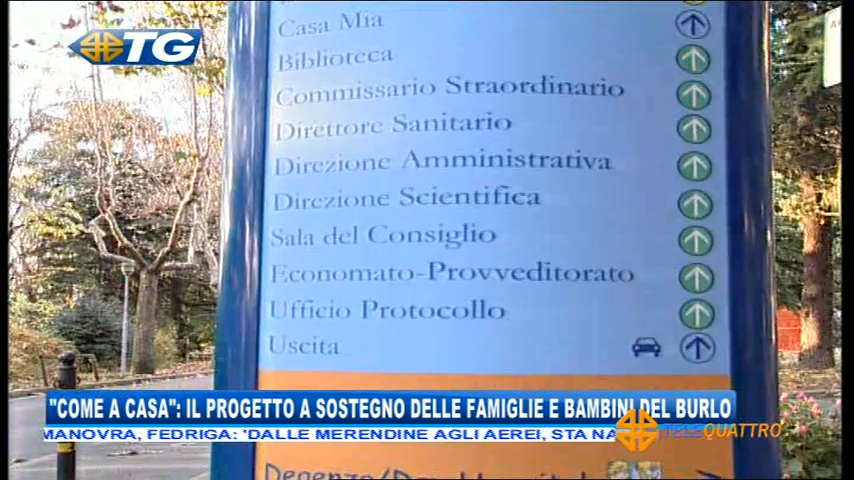 TG
Casa Mia
Biblioteca
Commissario Straordinario
Direttore Sanitario
Direzione Amministrativa
Direzione Scientifica
Sala del Consiglio
Economato-Provveditorato
Ufficio Protocollo
Uscita
"COME A CASA": IL PROGETTO A SOSTEGNO DELLE FAMIGLIE E BAMBINI DEL BURLO
MANOVRA, FEDRIGA: 'DALLE MERENDINE AGLI AEREI, STA NA
TELEQUATTRO